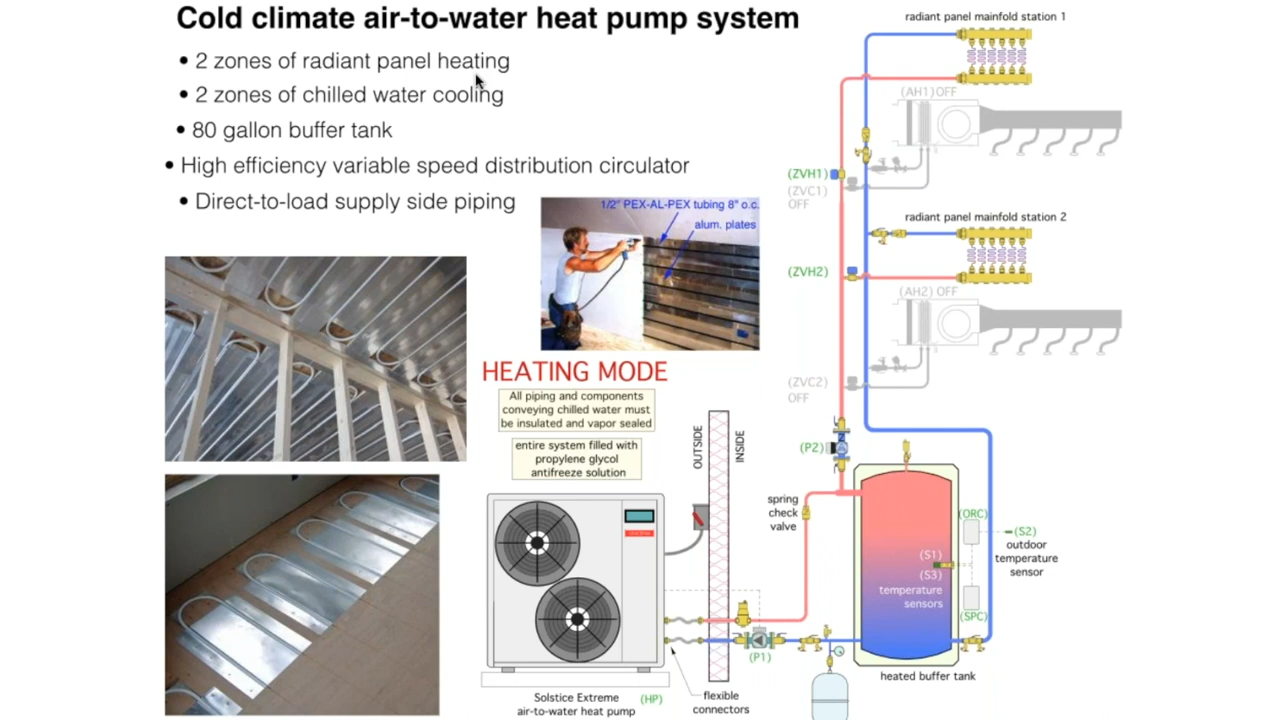 Cold climate air-to-water heat pump system
• 2 zones of radiant panel heating
• 2 zones of chilled water cooling
• 80 gallon buffer tank
• High efficiency variable speed distribution circulator
• Direct-to-load supply side piping
1/2" PEX-AL-PEX tubing 8" o.c.
alum. plates
HEATING MODE
All piping and components
conveying chilled water must
be insulated and vapor sealed
entire system filled with
propylene glycol
antifreeze solution
OUTSIDE
INSIDE
Solstice Extreme
air-to-water heat pump
(HP)
flexible
connectors
(P1)
spring
check
valve
(P2)
radiant panel mainfold station 1
(AH1) OFF
(ZVH1)
(ZVC1)
OFF
radiant panel mainfold station 2
(ZVH2)
(AH2) OFF
(ZVC2)
OFF
(ORC)
(S2)
outdoor
temperature
sensor
(S1)
(S3)
temperature
sensors
(SPC)
heated buffer tank